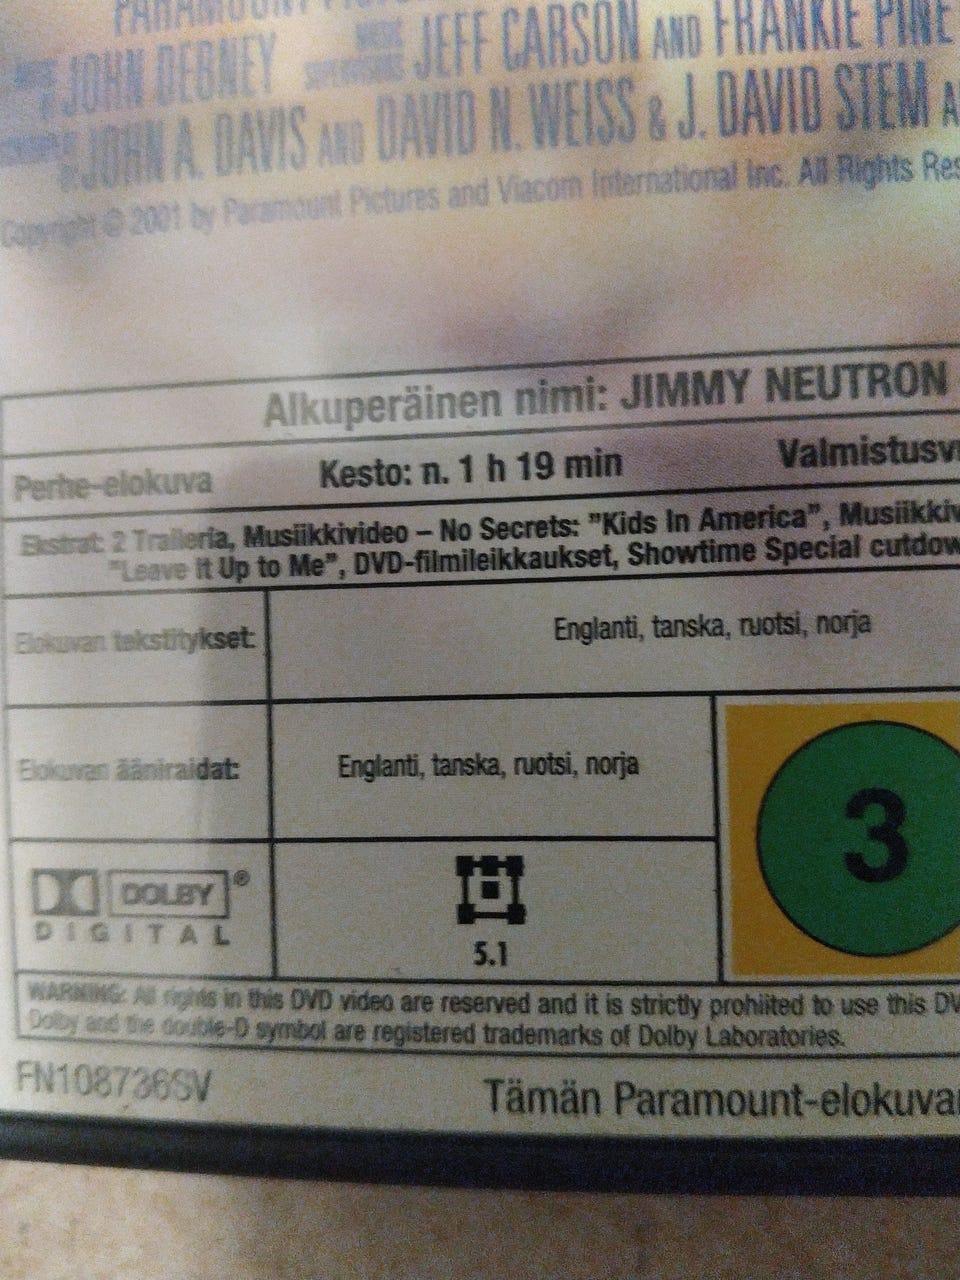 PARAMOUNT
JOHN DEBNEY MUSIC SUPERVISORS JEFF CARSON AND FRANKIE PINE
JOHN A. DAVIS AND DAVID N. WEISS & J. DAVID STEM
Copyright © 2001 by Paramount Pictures and Viacom International Inc. All Rights
Alkuperäinen nimi: JIMMY NEUTRON
Perhe-elokuva Kesto: n. 1 h 19 min
Ekstrat: 2 Traileria, Musiikkivideo – No Secrets: ”Kids In America”,
”Leave It Up to Me”, DVD-filmileikkaukset, Showtime Special
Elokuvan tekstitykset: Englanti, tanska, ruotsi, norja
Elokuvan ääniraidat: Englanti, tanska, ruotsi, norja
3
DOLBY®
DIGITAL
5.1
WARNING: All rights in this DVD video are reserved and it is strictly prohiited to use this
Dolby and the double-D symbol are registered trademarks of Dolby Laboratories.
FN108736SV Tämän